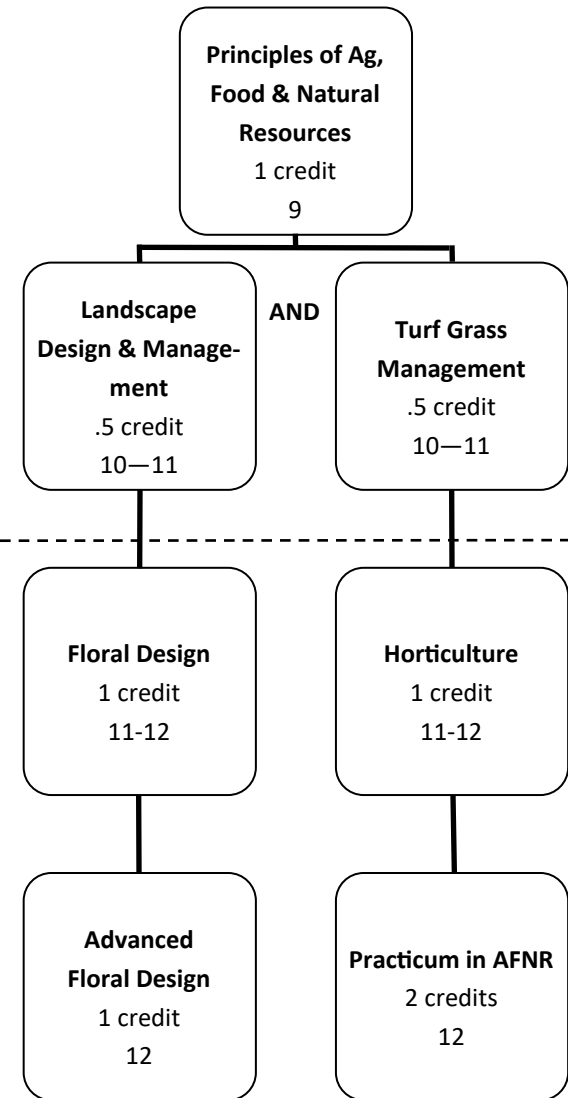 Principles of Ag,
Food & Natural
Resources
1 credit
9
Landscape
Design & Manage-
ment
.5 credit
10—11
AND
Turf Grass
Management
.5 credit
10—11
Floral Design
1 credit
11-12
Horticulture
1 credit
11-12
Advanced
Floral Design
1 credit
12
Practicum in AFNR
2 credits
12